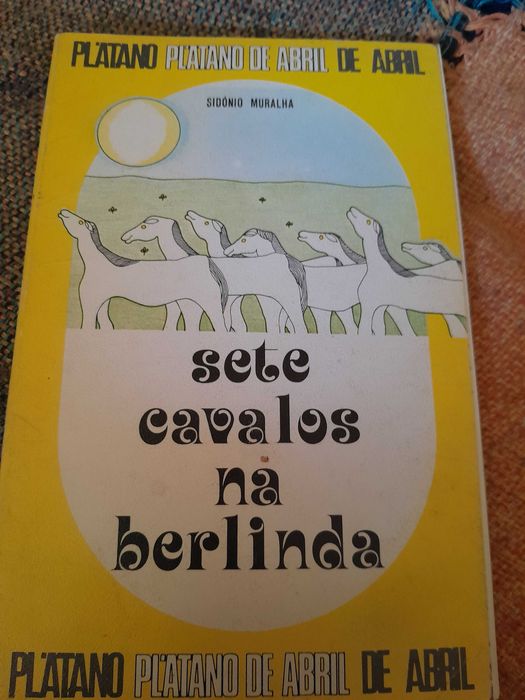 PLÁTANO PLÁTANO DE ABRIL DE ABRIL
SIDÓNIO MURALHA
sete
cavalos
na
berlinda
PLÁTANO PLÁTANO DE ABRIL DE ABRIL